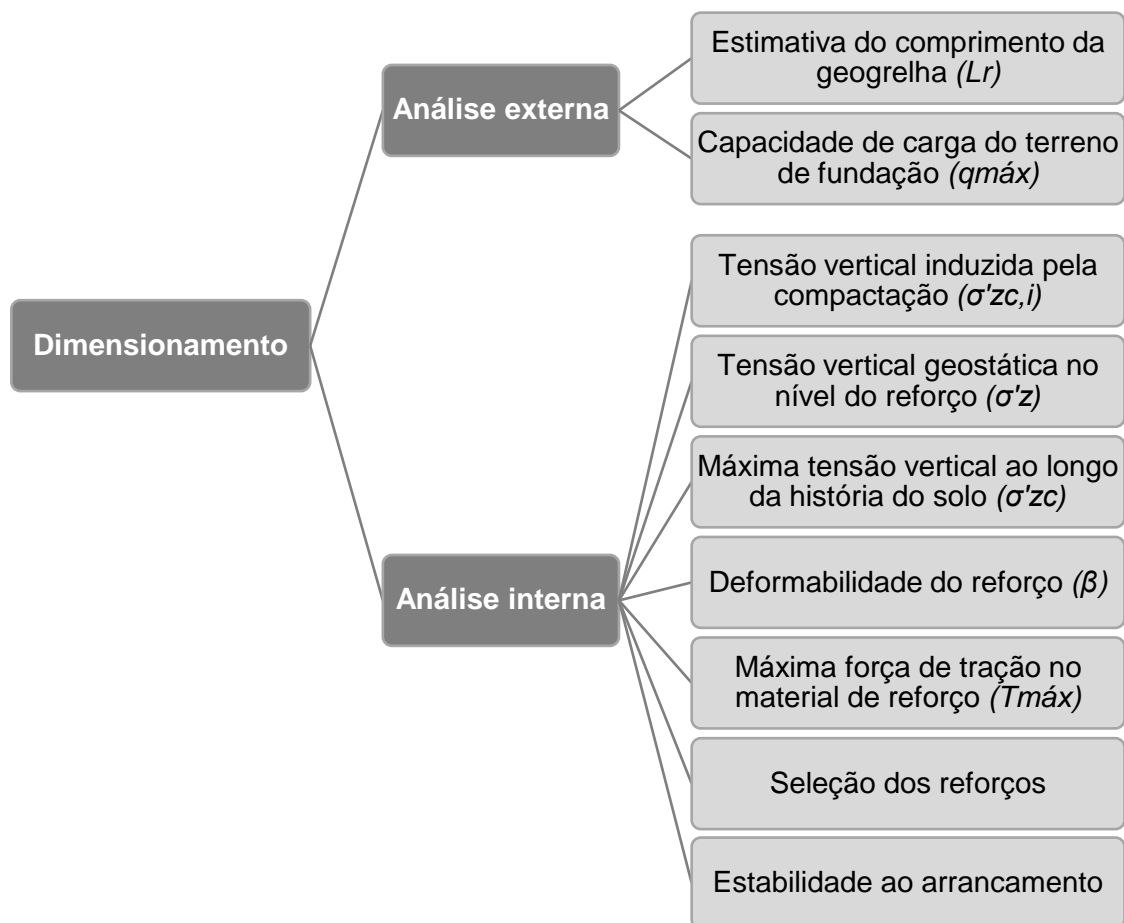 Estimativa do comprimento da
geogrelha (Lr)
Análise externa
Capacidade de carga do terreno
de fundação (qmáx)
Tensão vertical induzida pela
compactação (σ'zc,i)
Dimensionamento
Tensão vertical geostática no
nível do reforço (σ'z)
Máxima tensão vertical ao longo
da história do solo (σ'zc)
Análise interna
Deformabilidade do reforço (β)
Máxima força de tração no
material de reforço (Tmáx)
Seleção dos reforços
Estabilidade ao arrancamento